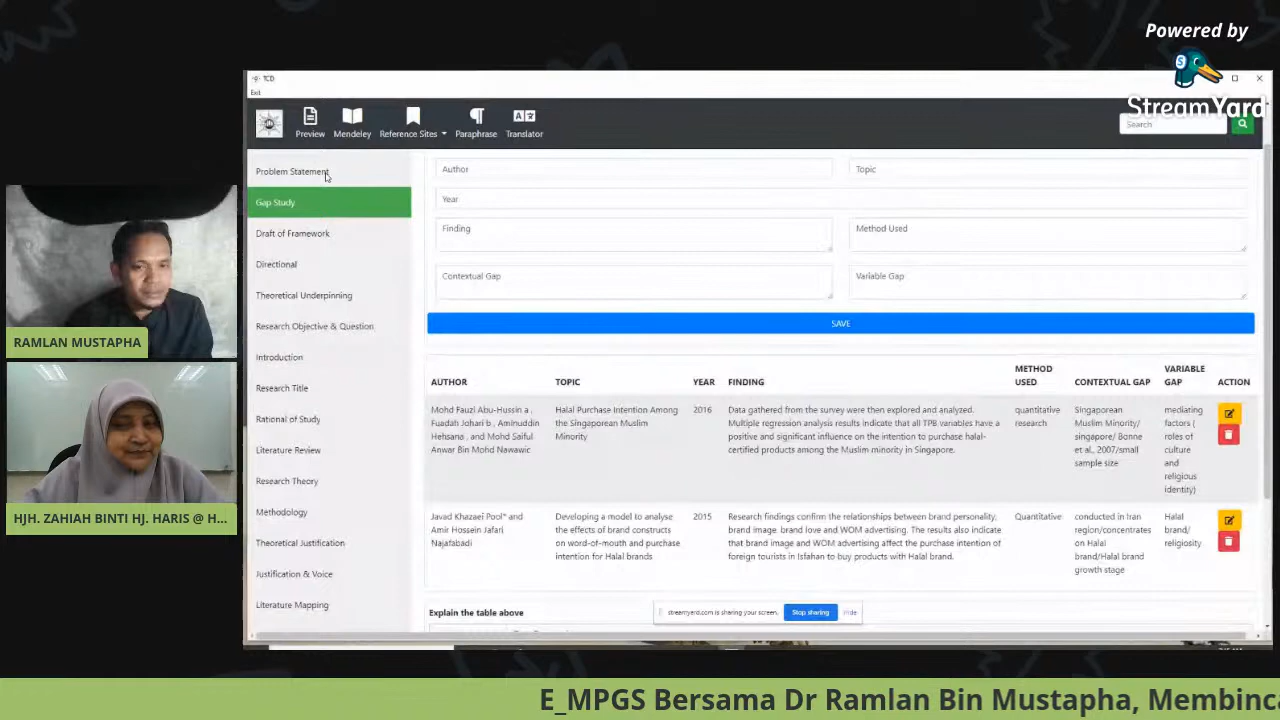 Powered by
StreamYard
TCD
Exit
Preview
Mendeley
Reference Sites
Paraphrase
Translator
Search
Problem Statement
Gap Study
Draft of Framework
Directional
Theoretical Underpinning
Research Objective & Question
Introduction
Research Title
Rational of Study
Literature Review
Research Theory
Methodology
Theoretical Justification
Justification & Voice
Literature Mapping
Author
Topic
Year
Finding
Method Used
Contextual Gap
Variable Gap
SAVE
AUTHOR
TOPIC
YEAR
FINDING
METHOD
USED
CONTEXTUAL GAP
VARIABLE
GAP
ACTION
Mohd Fauzi Abu-Hussin a ,
Fuadah Johari b , Aminuddin
Hehsana , and Mohd Saiful
Anwar Bin Mohd Nawawic
Halal Purchase Intention Among
the Singaporean Muslim
Minority
2016
Data gathered from the survey were then explored and analyzed.
Multiple regression analysis results indicate that all TPB variables have a
positive and significant influence on the intention to purchase halal-
certified products among the Muslim minority in Singapore.
quantitative
research
Singaporean
Muslim Minority/
singapore/ Bonne
et al., 2007/small
sample size
mediating
factors (
roles of
culture
and
religious
identity)
Javad Khazaei Pool* and
Amir Hossein Jafari
Najafabadi
Developing a model to analyse
the effects of brand constructs
on word-of-mouth and purchase
intention for Halal brands
2015
Research findings confirm the relationships between brand personality,
brand image, brand love and WOM advertising. The results also indicate
that brand image and WOM advertising affect the purchase intention of
foreign tourists in Isfahan to buy products with Halal brand.
Quantitative
conducted in Iran
region/concentrates
on Halal
brand/Halal brand
growth stage
Halal
brand/
religiosity
Explain the table above
streamyard.com is sharing your screen.
Stop sharing
Hide
RAMLAN MUSTAPHA
HJH. ZAHIAH BINTI HJ. HARIS @ H...
E_MPGS Bersama Dr Ramlan Bin Mustapha, Membinca